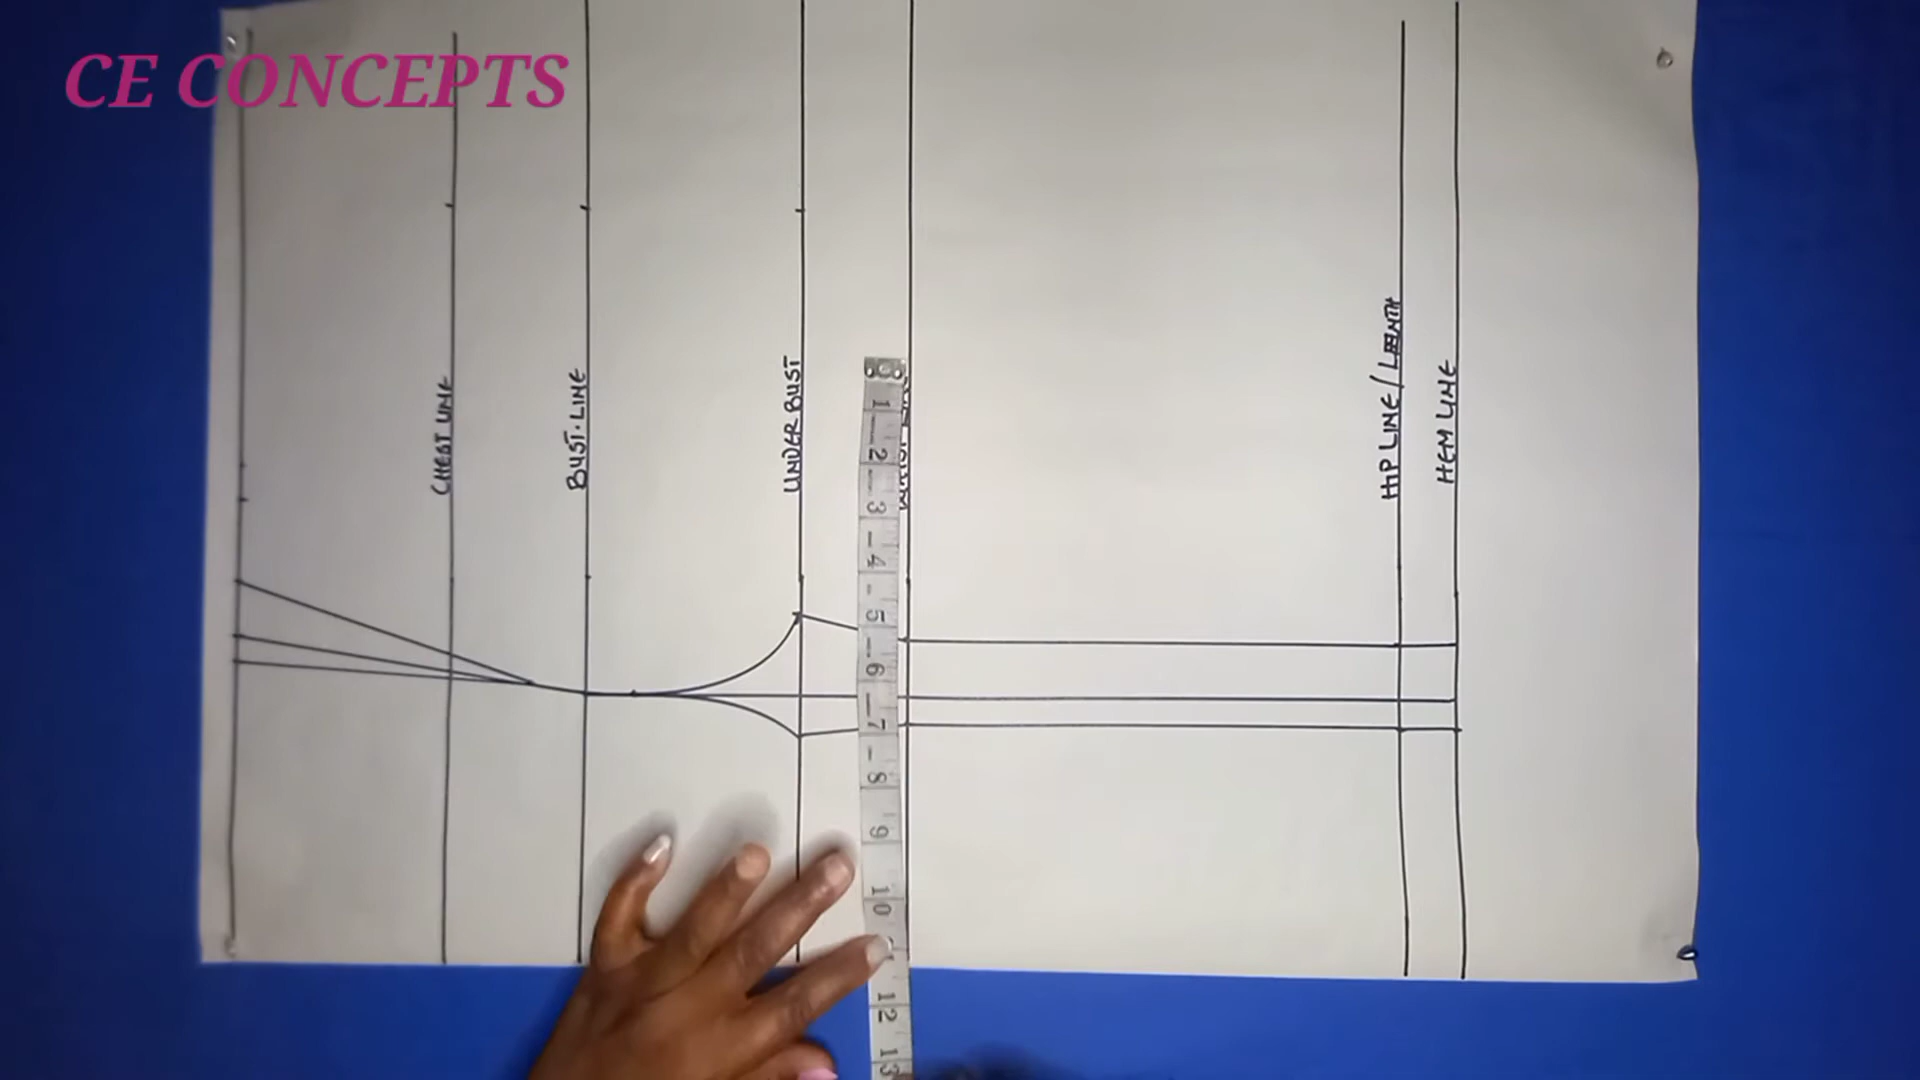 CE CONCEPTS
CHEST LINE
BUST. LINE
UNDER BUST
HIP LINE / LENTH
HEM LINE
1
2
3
4
5
6
7
8
9
10
12
13